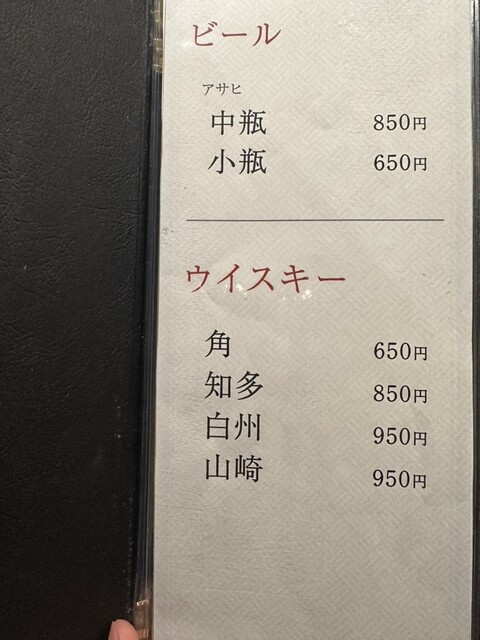 ビール
アサヒ
中瓶 850円
小瓶 650円
ウイスキー
角 650円
知多 850円
白州 950円
山崎 950円